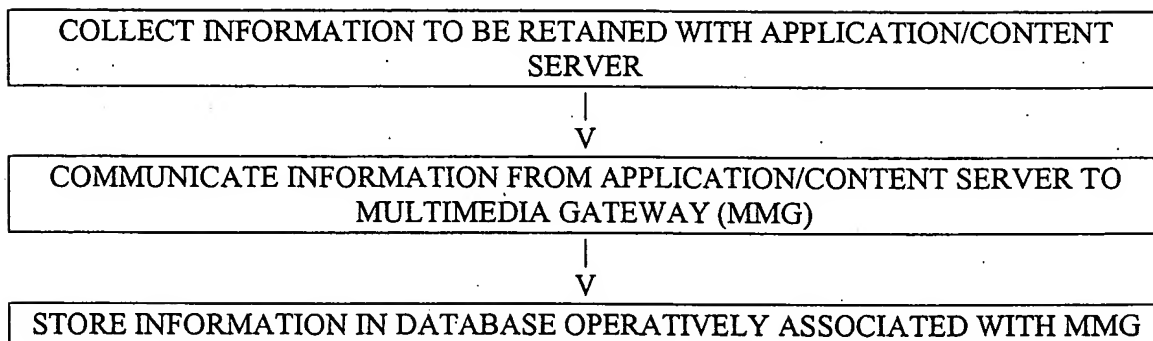 COLLECT INFORMATION TO BE RETAINED WITH APPLICATION/CONTENT
SERVER
V
COMMUNICATE INFORMATION FROM APPLICATION/CONTENT SERVER TO
MULTIMEDIA GATEWAY (MMG)
V
STORE INFORMATION IN DATABASE OPERATIVELY ASSOCIATED WITH MMG